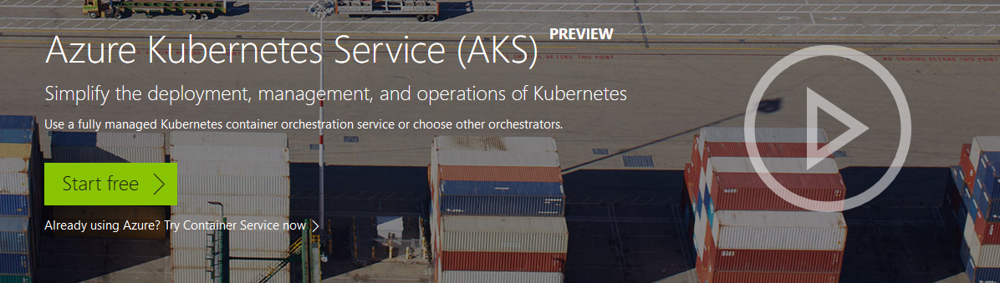 Azure Kubernetes Service (AKS) PREVIEW
Simplify the deployment, management, and operations of Kubernetes
Use a fully managed Kubernetes container orchestration service or choose other orchestrators.
Start free
Already using Azure? Try Container Service now